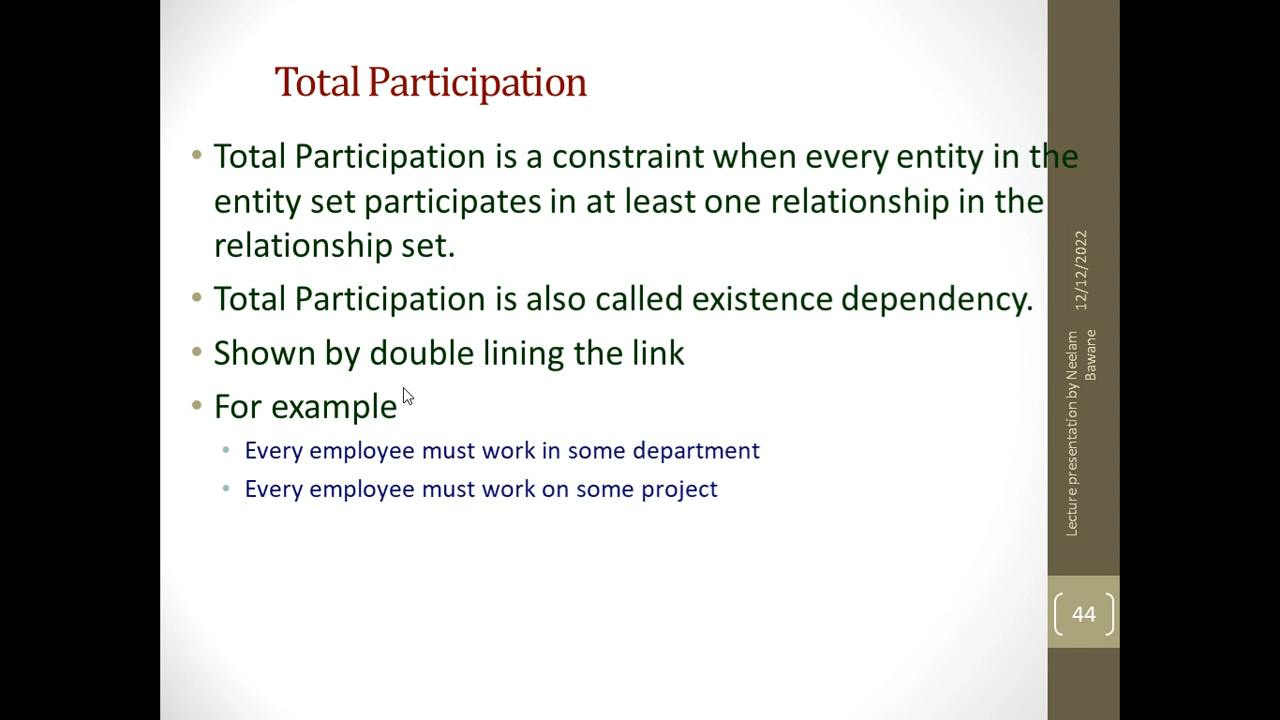 Total Participation
• Total Participation is a constraint when every entity in the
entity set participates in at least one relationship in the
relationship set.
• Total Participation is also called existence dependency.
• Shown by double lining the link
• For example
• Every employee must work in some department
• Every employee must work on some project
12/12/2022
Lecture presentation by Neelam
Bawane
44